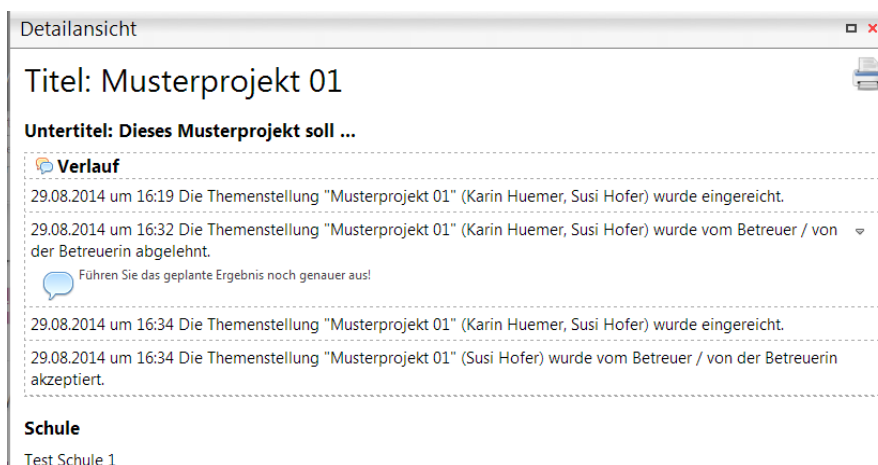 Detailansicht
Titel: Musterprojekt 01
Untertitel: Dieses Musterprojekt soll ...
Verlauf
29.08.2014 um 16:19 Die Themenstellung "Musterprojekt 01" (Karin Huemer, Susi Hofer) wurde eingereicht.
29.08.2014 um 16:32 Die Themenstellung "Musterprojekt 01" (Karin Huemer, Susi Hofer) wurde vom Betreuer / von
der Betreuerin abgelehnt.
Führen Sie das geplante Ergebnis noch genauer aus!
29.08.2014 um 16:34 Die Themenstellung "Musterprojekt 01" (Karin Huemer, Susi Hofer) wurde eingereicht.
29.08.2014 um 16:34 Die Themenstellung "Musterprojekt 01" (Susi Hofer) wurde vom Betreuer / von der Betreuerin
akzeptiert.
Schule
Test Schule 1